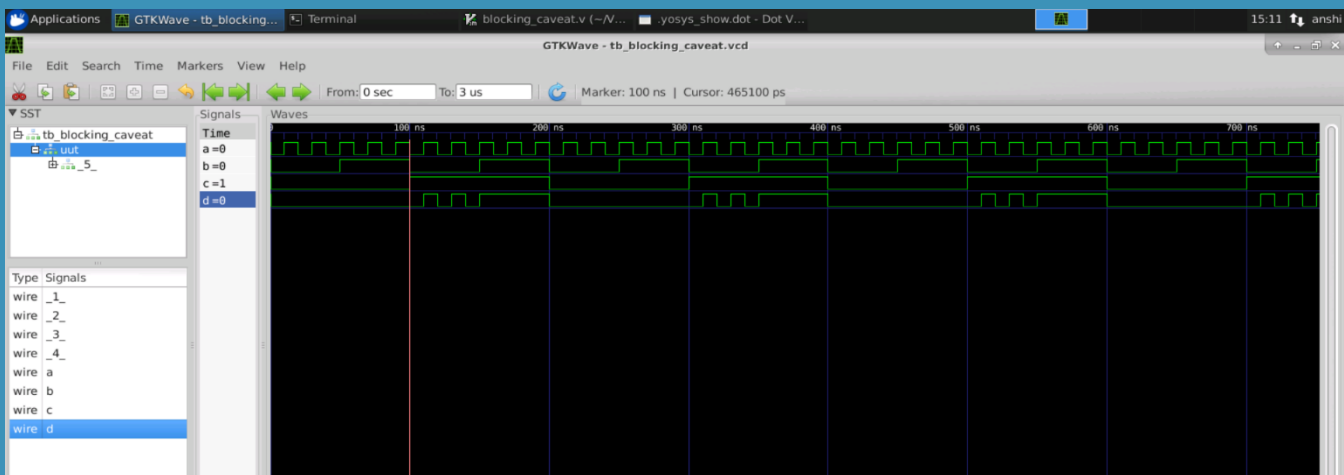 Applications GTKWave - tb_blocking... Terminal blocking_caveat.v (~/V... .yosys_show.dot - Dot V... 15:11 anshi
GTKWave - tb_blocking_caveat.vcd
File Edit Search Time Markers View Help
From: 0 sec To: 3 us Marker: 100 ns | Cursor: 465100 ps
SST
tb_blocking_caveat
uut
_5_
Type Signals
wire _1_
wire _2_
wire _3_
wire _4_
wire a
wire b
wire c
wire d
Signals
Time
a=0
b=0
c=1
d=0
Waves
0 100 ns 200 ns 300 ns 400 ns 500 ns 600 ns 700 ns